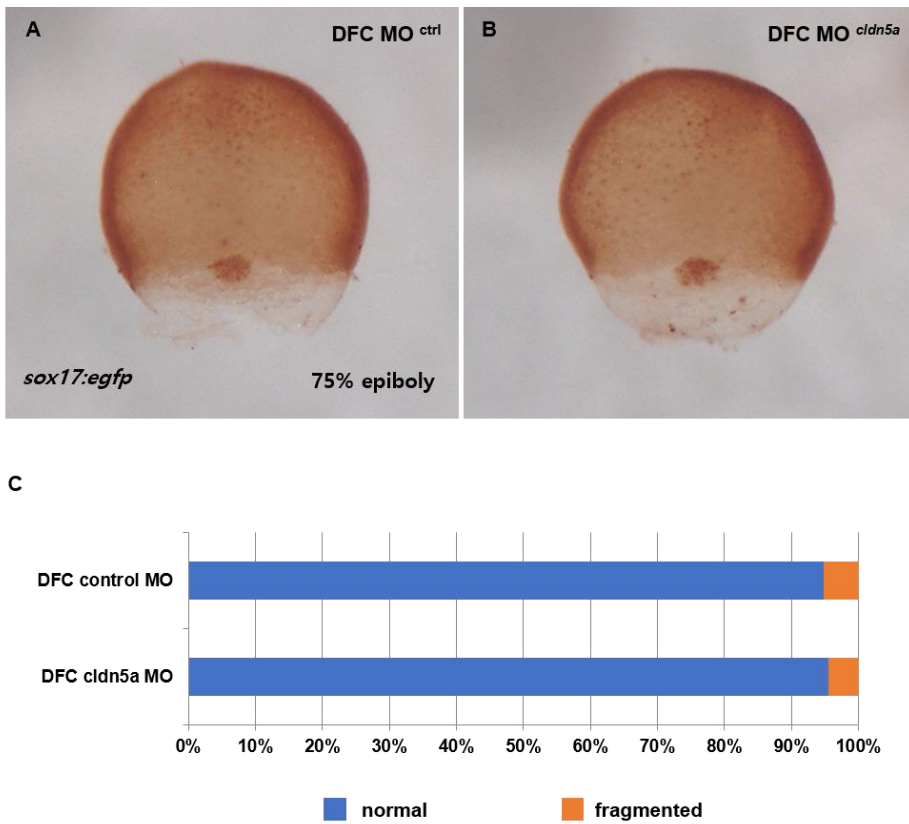 A
DFC MO ctrl
B
DFC MO cldn5a
sox17:egfp
75% epiboly
C
DFC control MO
DFC cldn5a MO
0% 10% 20% 30% 40% 50% 60% 70% 80% 90% 100%
normal
fragmented